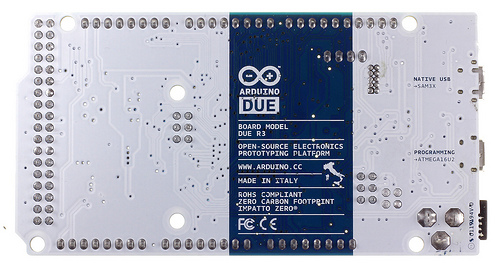 ARDUINO
DUE
BOARD MODEL
DUE R3
OPEN-SOURCE ELECTRONICS
PROTOTYPING PLATFORM
WWW.ARDUINO.CC
MADE IN ITALY
ROHS COMPLIANT
ZERO CARBON FOOTPRINT
IMPATTO ZERO®
FC CE
NATIVE USB
→SAM3X
PROGRAMMING
→ATMEGA16U2